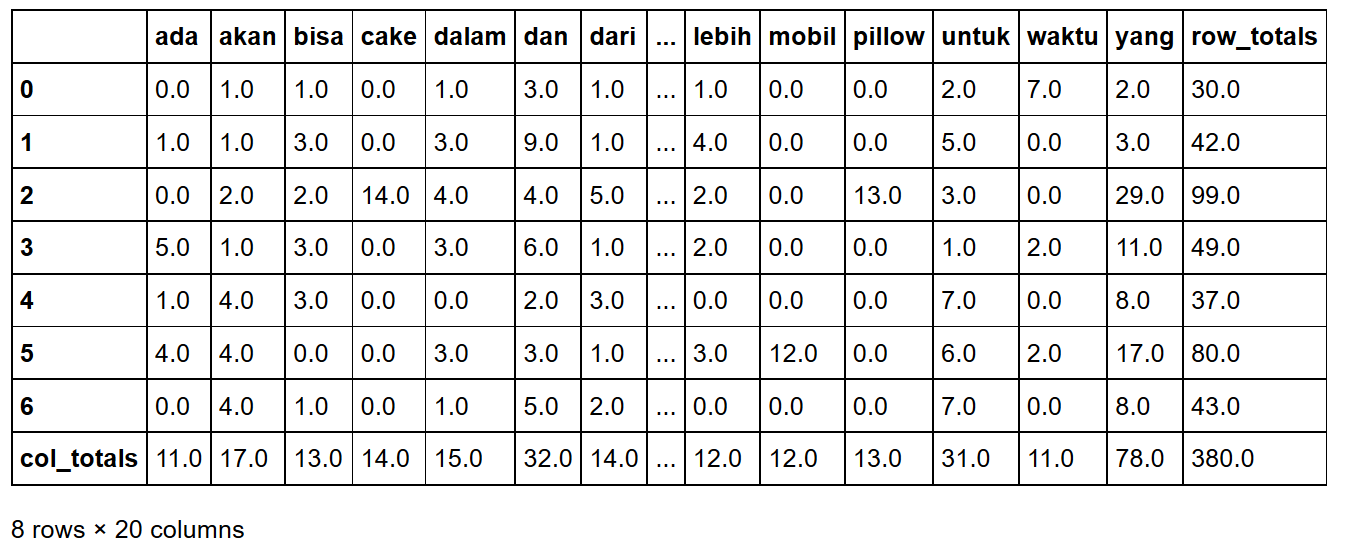 ada akan bisa cake dalam dan dari ... lebih mobil pillow untuk waktu yang row_totals
0 0.0 1.0 1.0 0.0 1.0 3.0 1.0 ... 1.0 0.0 0.0 2.0 7.0 2.0 30.0
1 1.0 1.0 3.0 0.0 3.0 9.0 1.0 ... 4.0 0.0 0.0 5.0 0.0 3.0 42.0
2 0.0 2.0 2.0 14.0 4.0 4.0 5.0 ... 2.0 0.0 13.0 3.0 0.0 29.0 99.0
3 5.0 1.0 3.0 0.0 3.0 6.0 1.0 ... 2.0 0.0 0.0 1.0 2.0 11.0 49.0
4 1.0 4.0 3.0 0.0 0.0 2.0 3.0 ... 0.0 0.0 0.0 7.0 0.0 8.0 37.0
5 4.0 4.0 0.0 0.0 3.0 3.0 1.0 ... 3.0 12.0 0.0 6.0 2.0 17.0 80.0
6 0.0 4.0 1.0 0.0 1.0 5.0 2.0 ... 0.0 0.0 0.0 7.0 0.0 8.0 43.0
col_totals 11.0 17.0 13.0 14.0 15.0 32.0 14.0 ... 12.0 12.0 13.0 31.0 11.0 78.0 380.0
8 rows × 20 columns